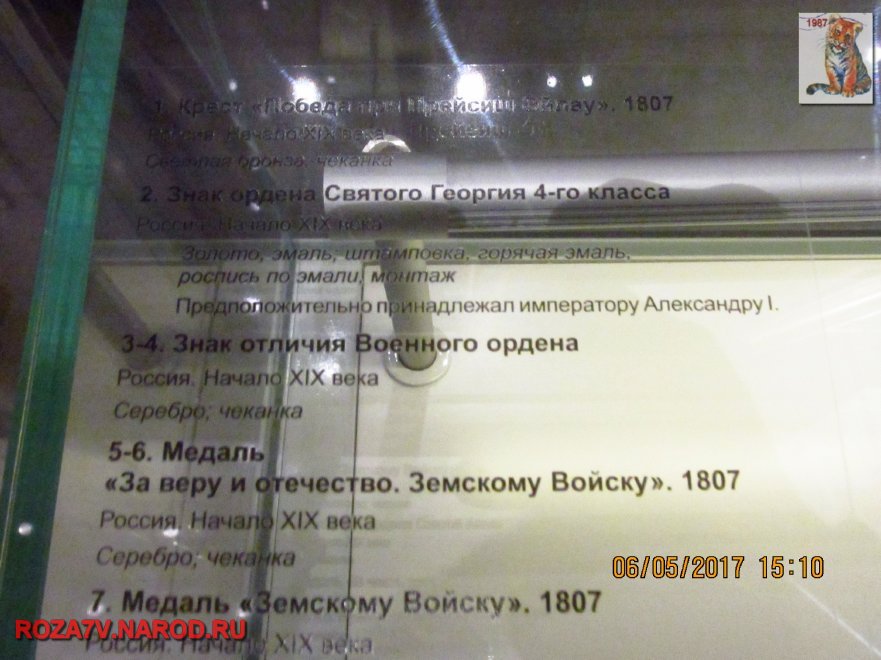 1987
1. Крест «Победа при Прейсиш-Эйлау». 1807
Россия. Начало XIX века
Светлая бронза, чеканка
2. Знак ордена Святого Георгия 4-го класса
Россия. Начало XIX века
Золото, эмаль; штамповка, горячая эмаль,
роспись по эмали, монтаж
Предположительно принадлежал императору Александру I.
3-4. Знак отличия Военного ордена
Россия. Начало XIX века
Серебро; чеканка
5-6. Медаль
«За веру и отечество. Земскому Войску». 1807
Россия. Начало XIX века
Серебро; чеканка
06/05/2017 15:10
7. Медаль «Земскому Войску». 1807
ROZA7V.NAROD.RU
Россия. Начало XIX века